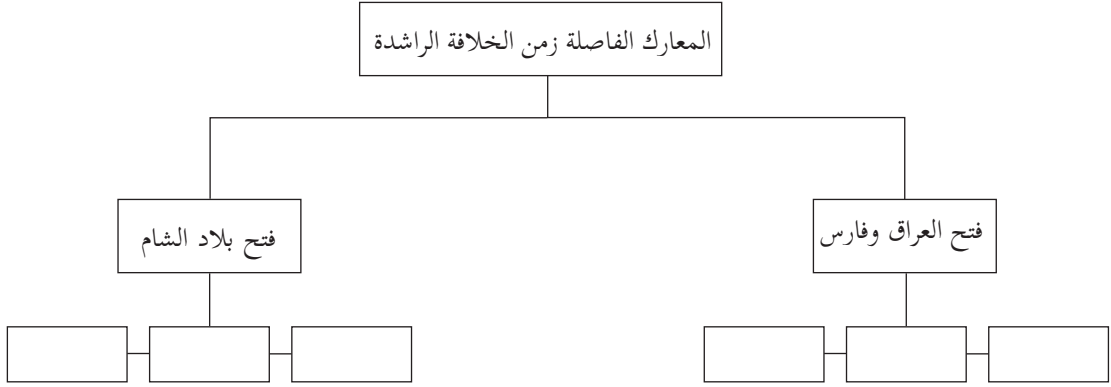 المعارك الفاصلة زمن الخلافة الراشدة
فتح العراق وفارس
فتح بلاد الشام